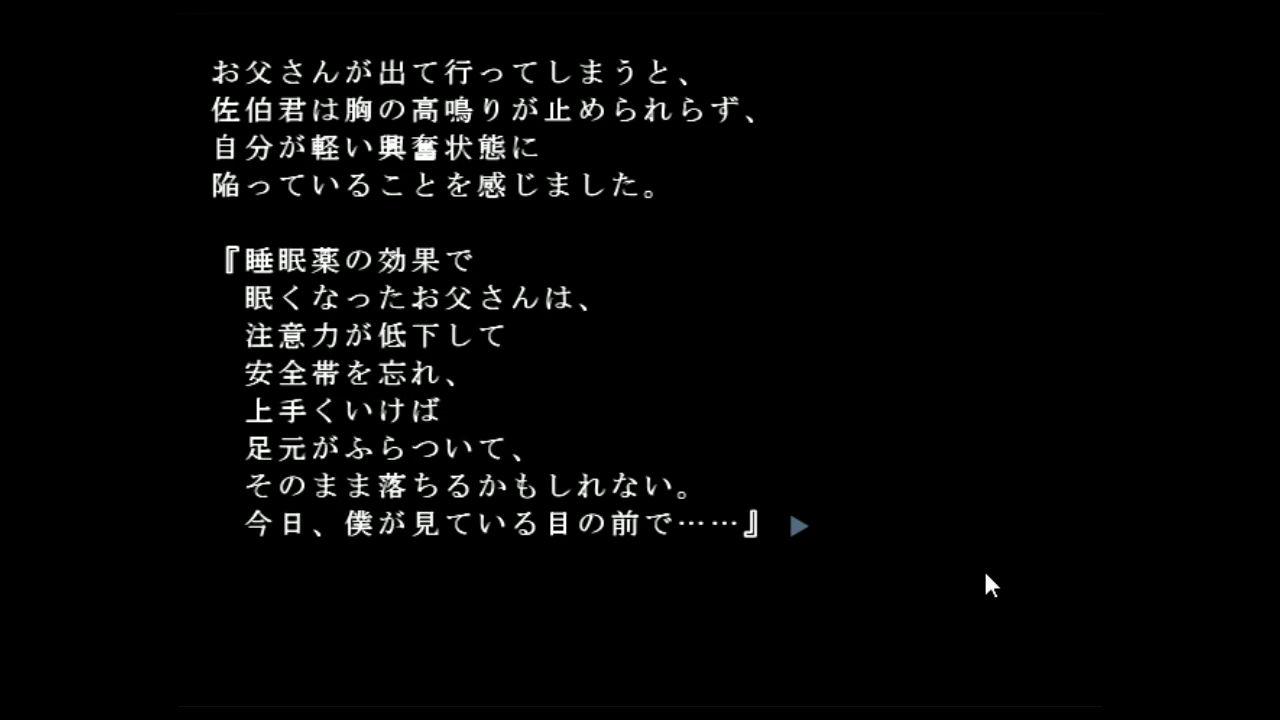 お父さんが出て行ってしまうと、
佐伯君は胸の高鳴りが止められらず、
自分が軽い興奮状態に
陥っていることを感じました。
『睡眠薬の効果で
眠くなったお父さんは、
注意力が低下して
安全帯を忘れ、
上手くいけば
足元がふらついて、
そのまま落ちるかもしれない。
今日、僕が見ている目の前で……』